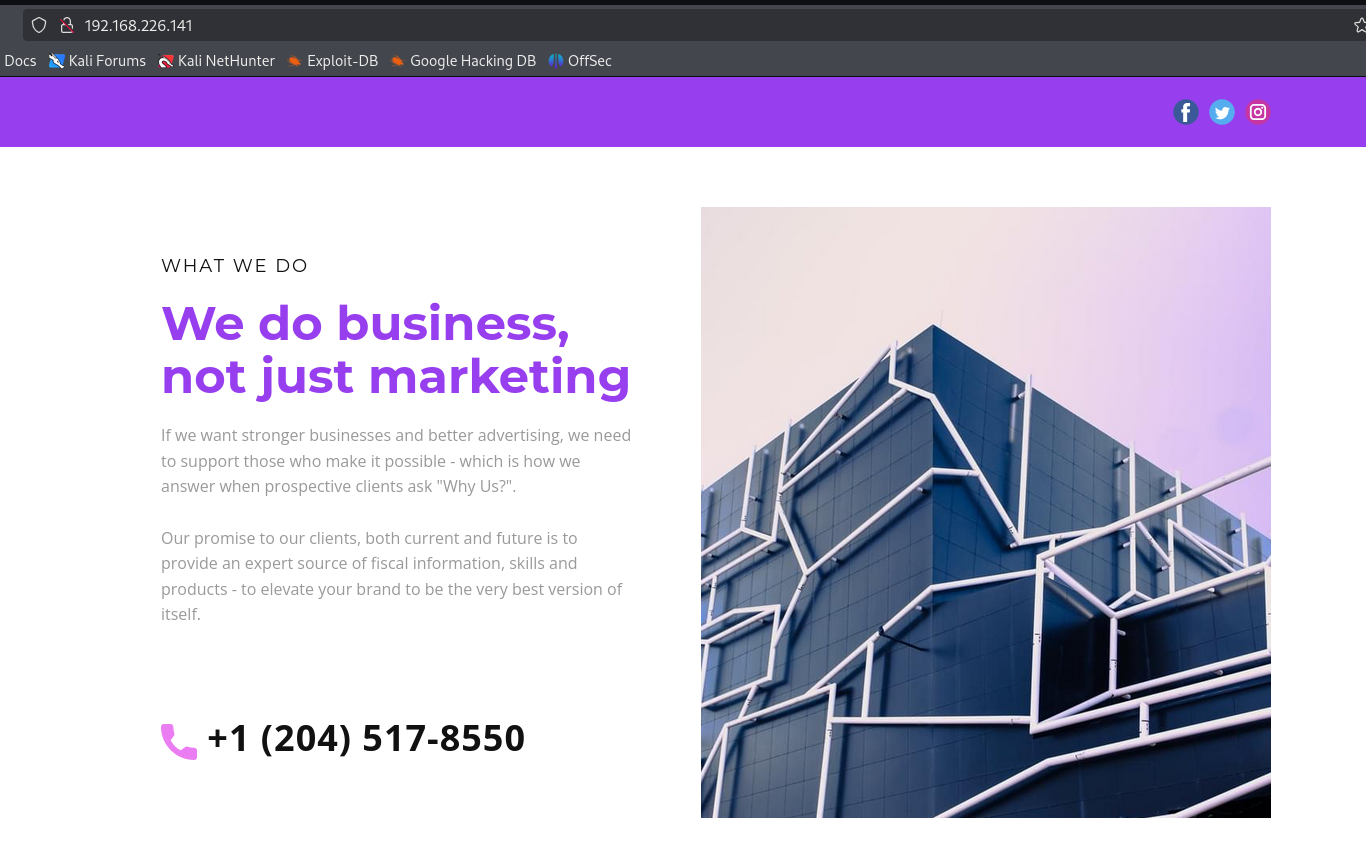 192.168.226.141
Docs Kali Forums Kali NetHunter Exploit-DB Google Hacking DB OffSec
WHAT WE DO
We do business,
not just marketing
If we want stronger businesses and better advertising, we need
to support those who make it possible - which is how we
answer when prospective clients ask "Why Us?".
Our promise to our clients, both current and future is to
provide an expert source of fiscal information, skills and
products - to elevate your brand to be the very best version of
itself.
+1 (204) 517-8550